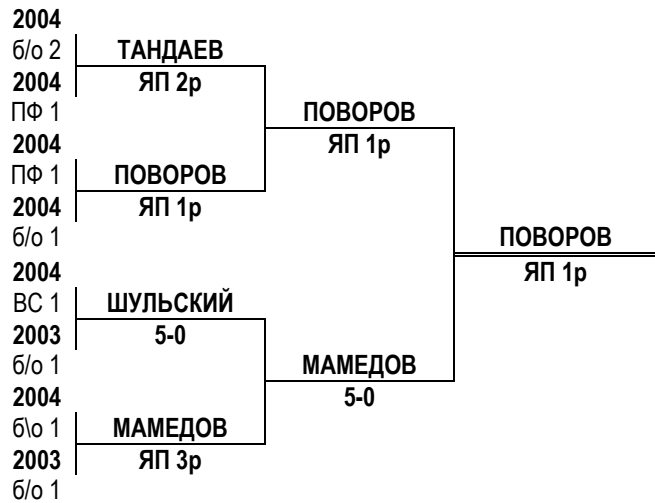 2004
б/о 2
ТАНДАЕВ
2004
ЯП 2р
ПФ 1
ПОВОРОВ
2004
ЯП 1р
ПФ 1
ПОВОРОВ
2004
ЯП 1р
б/о 1
ПОВОРОВ
2004
ЯП 1р
ВС 1
ШУЛЬСКИЙ
2003
5-0
б/о 1
МАМЕДОВ
2004
5-0
б\о 1
МАМЕДОВ
2003
ЯП 3р
б/о 1